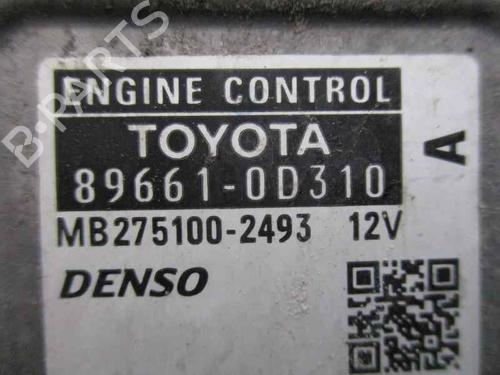 ENGINE CONTROL
TOYOTA
89661-0D310
MB275100-2493 12V
DENSO
A
B-PARTS